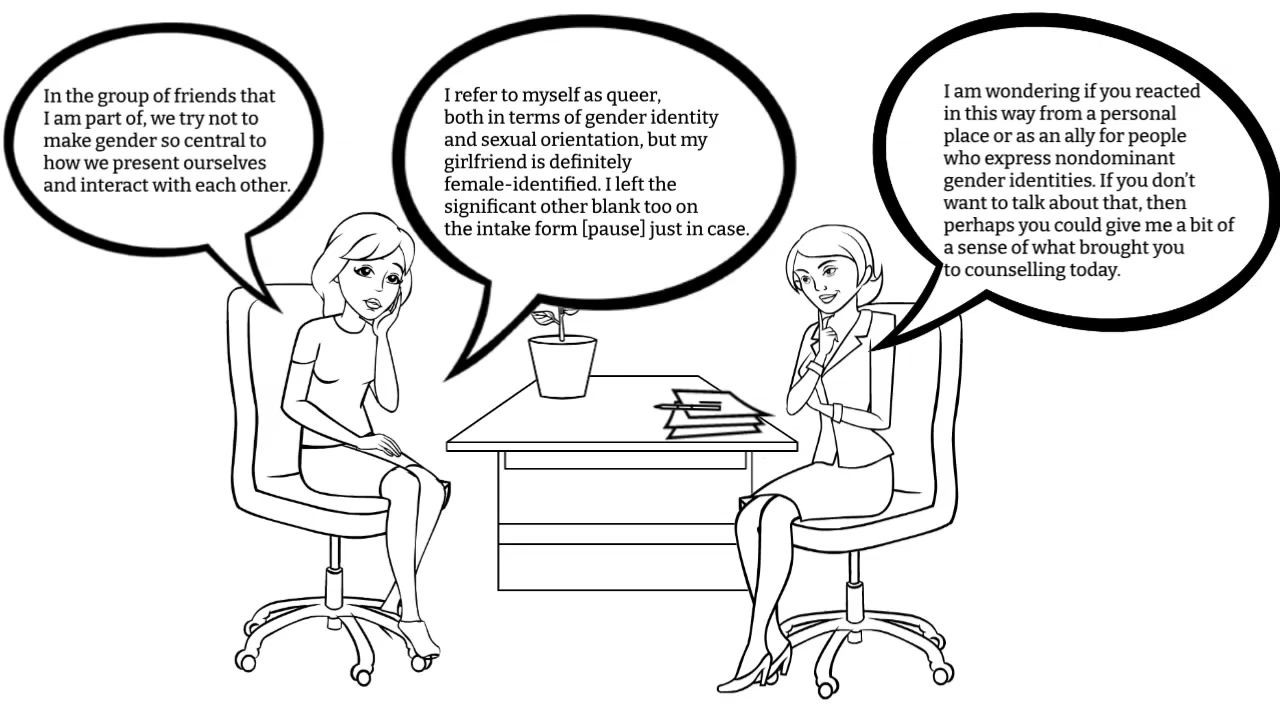 In the group of friends that
I am part of, we try not to
make gender so central to
how we present ourselves
and interact with each other.
I refer to myself as queer,
both in terms of gender identity
and sexual orientation, but my
girlfriend is definitely
female-identified. I left the
significant other blank too on
the intake form [pause] just in case.
I am wondering if you reacted
in this way from a personal
place or as an ally for people
who express nondominant
gender identities. If you don't
want to talk about that, then
perhaps you could give me a bit of
a sense of what brought you
to counselling today.